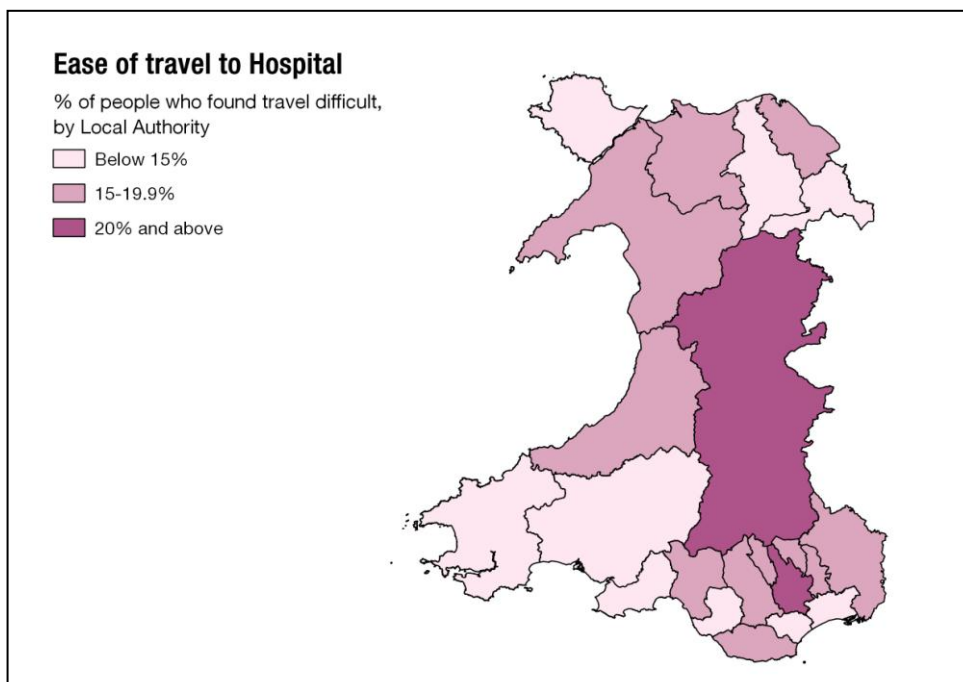 Ease of travel to Hospital
% of people who found travel difficult,
by Local Authority
Below 15%
15-19.9%
20% and above